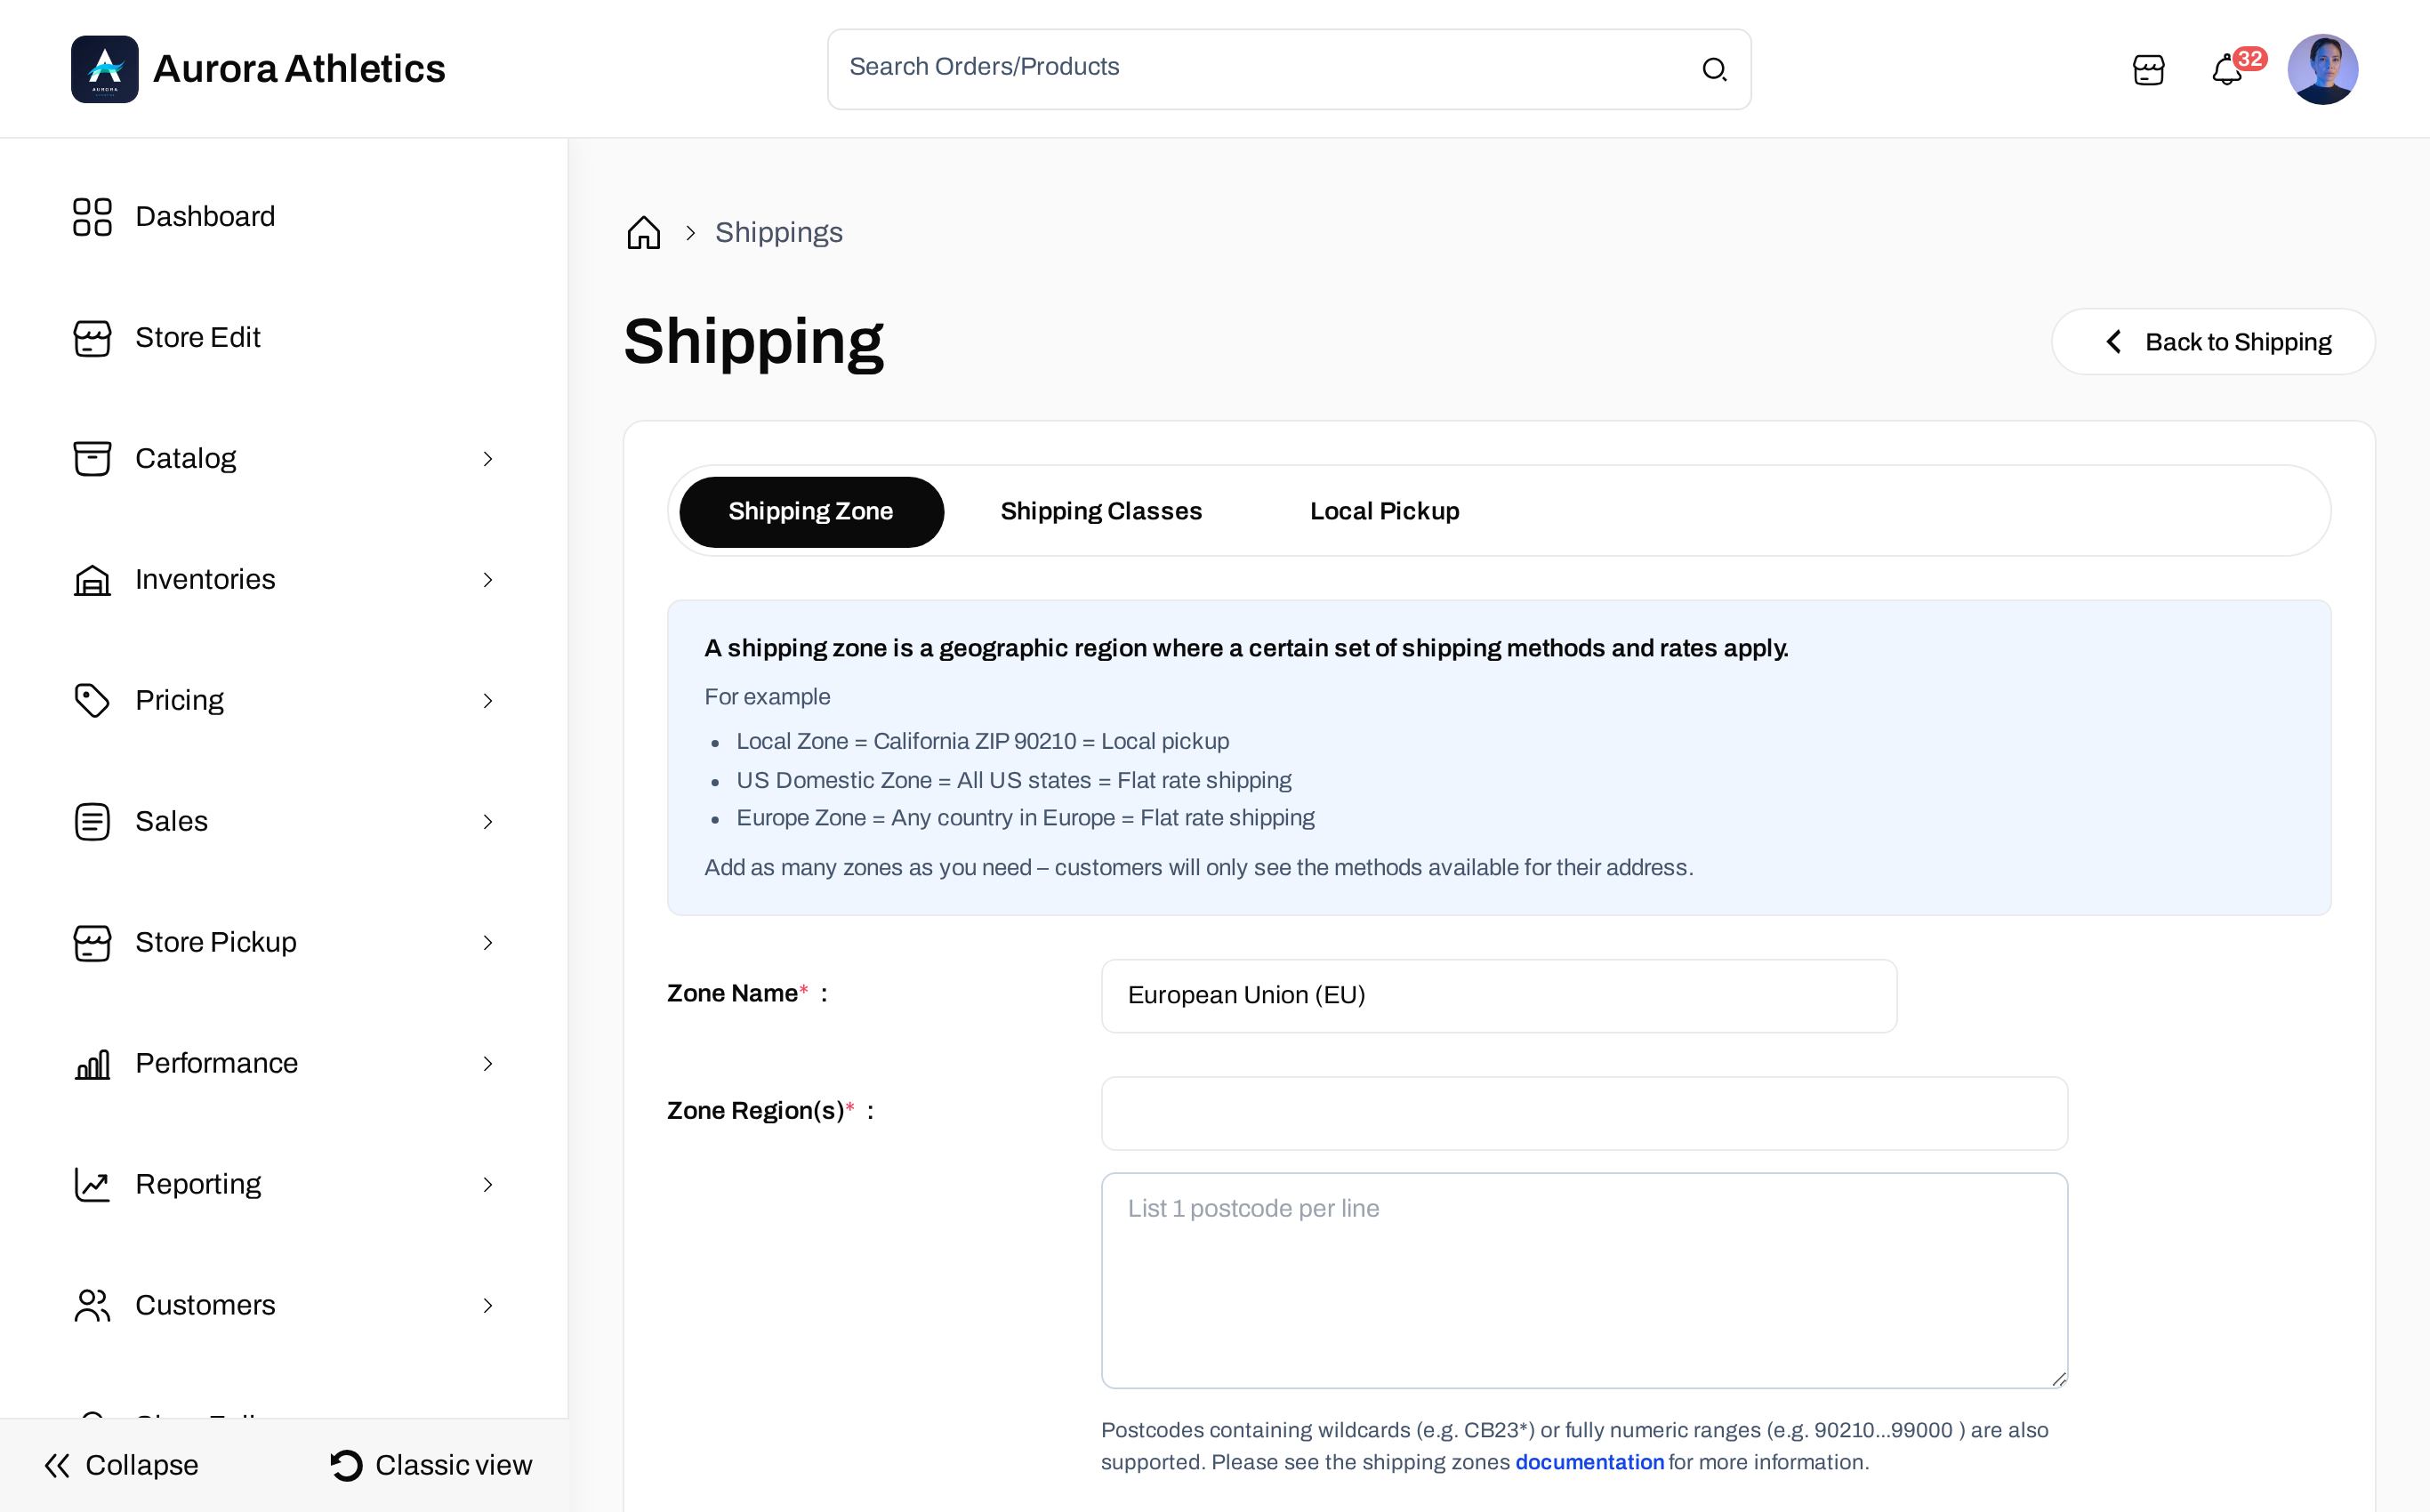 AURORA
Aurora Athletics
Search Orders/Products
32
Dashboard
Store Edit
Catalog
Inventories
Pricing
Sales
Store Pickup
Performance
Reporting
Customers
Collapse
Classic view
Shippings
Shipping
Back to Shipping
Shipping Zone
Shipping Classes
Local Pickup
A shipping zone is a geographic region where a certain set of shipping methods and rates apply.
For example
• Local Zone = California ZIP 90210 = Local pickup
• US Domestic Zone = All US states = Flat rate shipping
• Europe Zone = Any country in Europe = Flat rate shipping
Add as many zones as you need – customers will only see the methods available for their address.
Zone Name* :
European Union (EU)
Zone Region(s)* :
List 1 postcode per line
Postcodes containing wildcards (e.g. CB23*) or fully numeric ranges (e.g. 90210...99000 ) are also
supported. Please see the shipping zones documentation for more information.